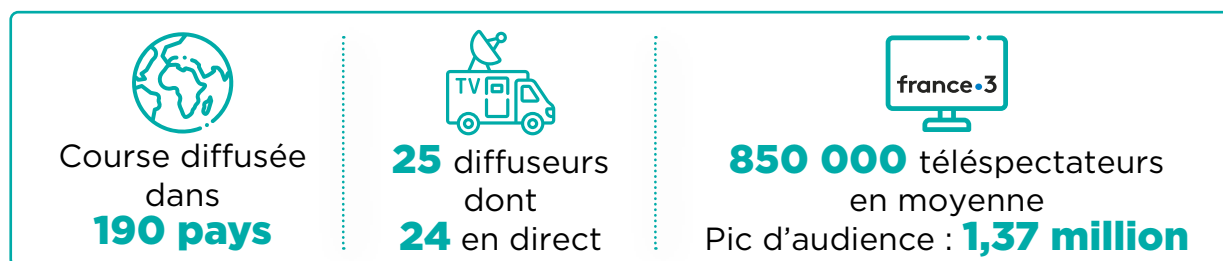 Course diffusée
dans
190 pays
TV
25 diffuseurs
dont
24 en direct
france•3
850 000 téléspectateurs
en moyenne
Pic d'audience : 1,37 million